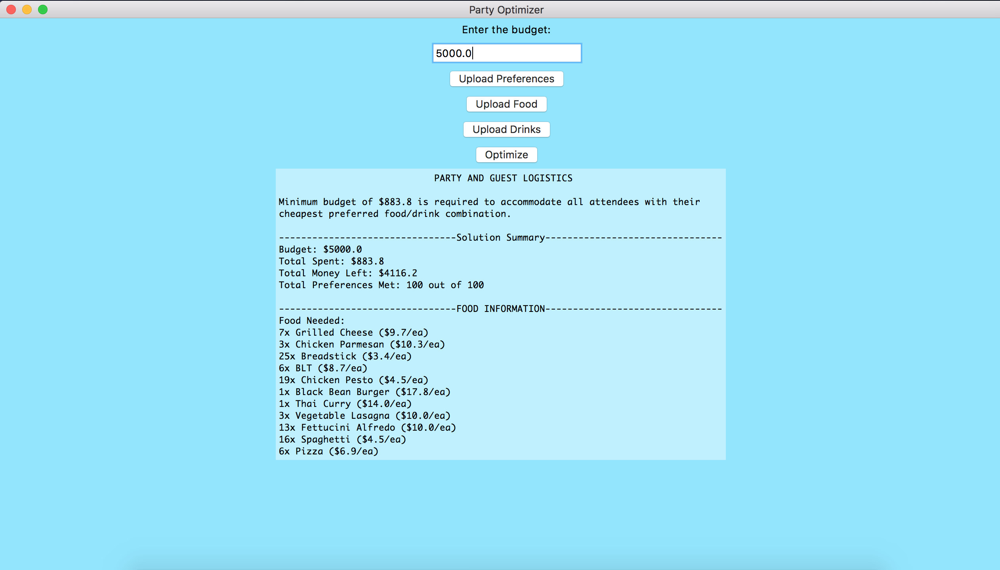 Party Optimizer
Enter the budget:
5000.0
Upload Preferences
Upload Food
Upload Drinks
Optimize
PARTY AND GUEST LOGISTICS
Minimum budget of $883.8 is required to accommodate all attendees with their
cheapest preferred food/drink combination.
--------------------------------Solution Summary--------------------------------
Budget: $5000.0
Total Spent: $883.8
Total Money Left: $4116.2
Total Preferences Met: 100 out of 100
--------------------------------FOOD INFORMATION--------------------------------
Food Needed:
7x Grilled Cheese ($9.7/ea)
3x Chicken Parmesan ($10.3/ea)
25x Breadstick ($3.4/ea)
6x BLT ($8.7/ea)
19x Chicken Pesto ($4.5/ea)
1x Black Bean Burger ($17.8/ea)
1x Thai Curry ($14.0/ea)
3x Vegetable Lasagna ($10.0/ea)
13x Fettucini Alfredo ($10.0/ea)
16x Spaghetti ($4.5/ea)
6x Pizza ($6.9/ea)